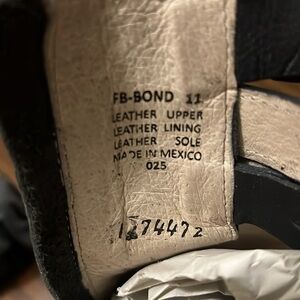 FB-BOND 11
LEATHER UPPER
LEATHER LINING
LEATHER SOLE
MADE IN MEXICO
025
1274472